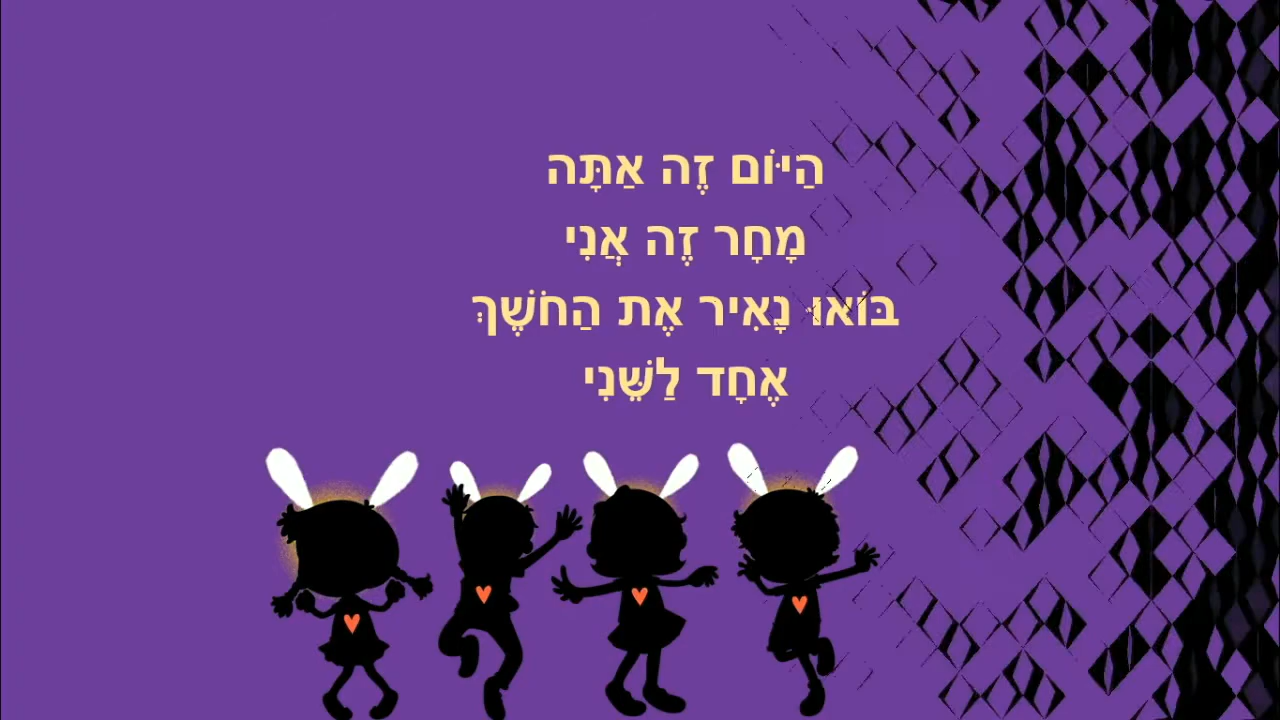 הַיּוֹם זֶה אַתָּה
מָחָר זֶה אֲנִי
בּוֹאוּ נָאִיר אֶת הַחֹשֶׁךְ
אֶחָד לַשֵּׁנִי